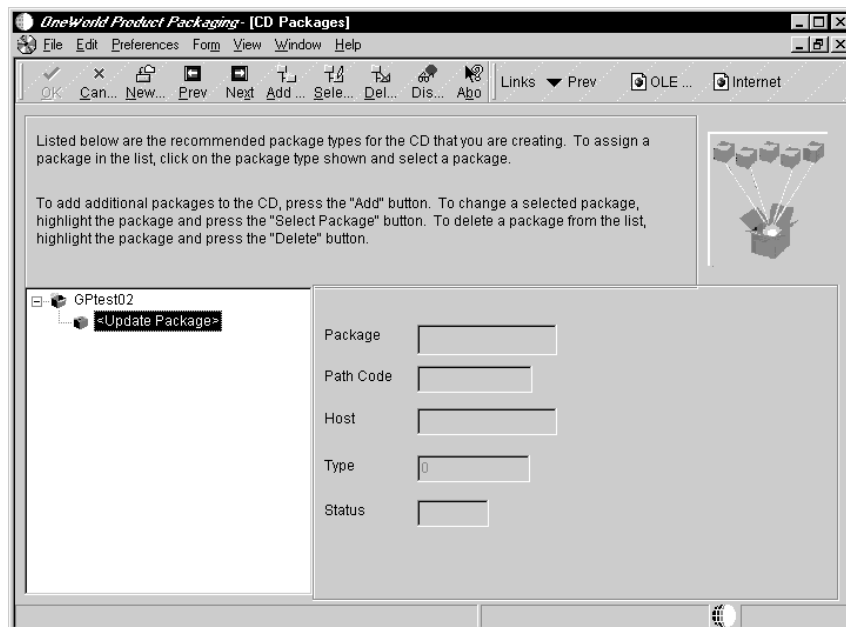 OneWorld Product Packaging - [CD Packages]
File Edit Preferences Form View Window Help
OK Can... New... Prev Next Add ... Sele... Del... Dis... Abo Links Prev OLE ... Internet
Listed below are the recommended package types for the CD that you are creating. To assign a
package in the list, click on the package type shown and select a package.
To add additional packages to the CD, press the "Add" button. To change a selected package,
highlight the package and press the "Select Package" button. To delete a package from the list,
highlight the package and press the "Delete" button.
GPtest02
<Update Package>
Package
Path Code
Host
Type 0
Status